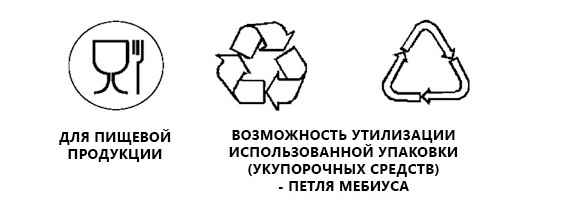 ДЛЯ ПИЩЕВОЙ
ПРОДУКЦИИ
ВОЗМОЖНОСТЬ УТИЛИЗАЦИИ
ИСПОЛЬЗОВАННОЙ УПАКОВКИ
(УКУПОРОЧНЫХ СРЕДСТВ)
- ПЕТЛЯ МЕБИУСА